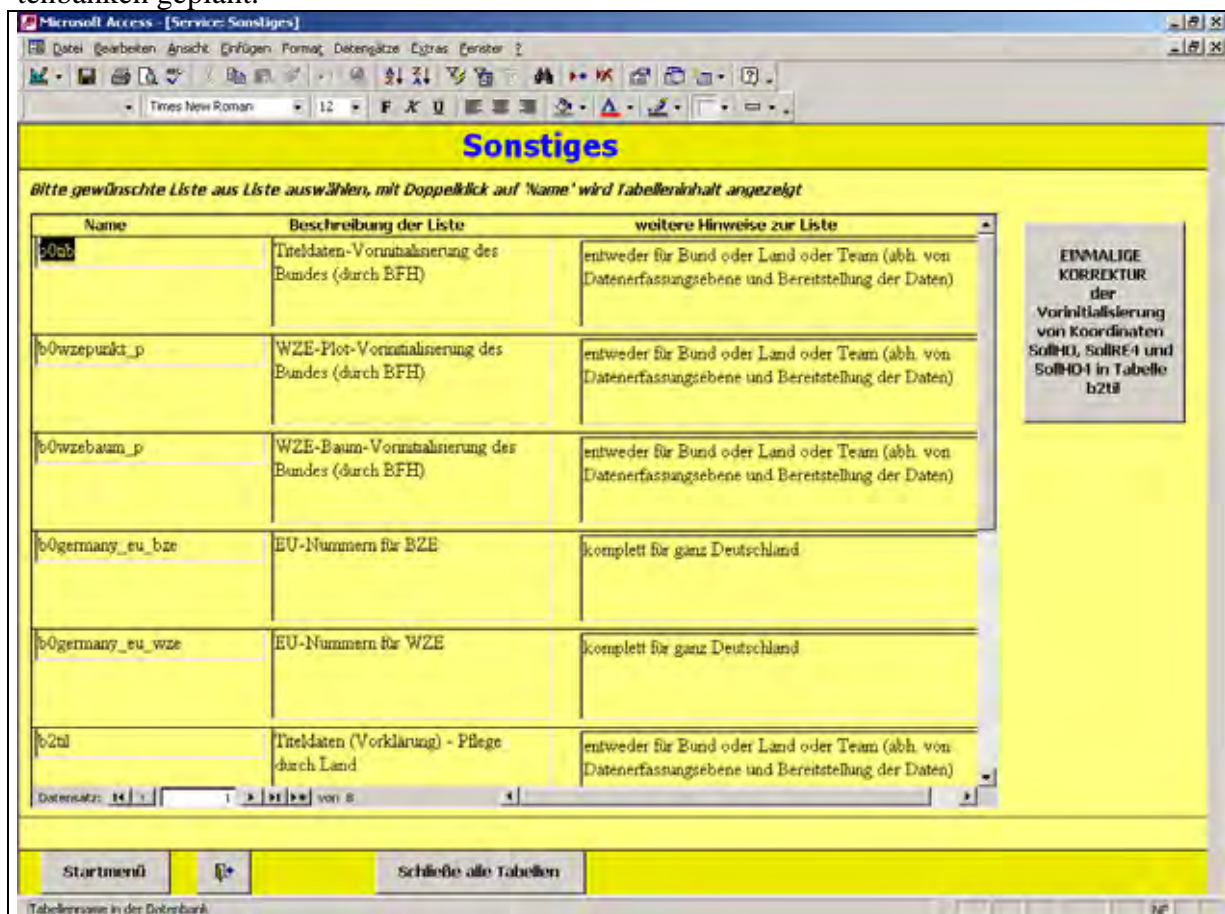 tenbanken geplant.
Microsoft Access - [Service: Sonstiges]
Datei Bearbeiten Ansicht Einfügen Format Datensätze Extras Fenster ?
Times New Roman 12 F K U
Sonstiges
Bitte gewünschte Liste aus Liste auswählen, mit Doppelklick auf 'Name' wird Tabelleninhalt angezeigt
Name Beschreibung der Liste weitere Hinweise zur Liste
Titeldaten-Vorinitialisierung des entweder für Bund oder Land oder Team (abh. von
Bundes (durch BFH) Datenerfassungsebene und Bereitstellung der Daten)
b0wzepunkt_p WZE-Plot-Vorinitialisierung des entweder für Bund oder Land oder Team (abh. von
Bundes (durch BFH) Datenerfassungsebene und Bereitstellung der Daten)
b0wzebaum_p WZE-Baum-Vorinitialisierung des entweder für Bund oder Land oder Team (abh. von
Bundes (durch BFH) Datenerfassungsebene und Bereitstellung der Daten)
b0germany_eu_bze EU-Nummern für BZE komplett für ganz Deutschland
b0germany_eu_wze EU-Nummern für WZE komplett für ganz Deutschland
b2til Titeldaten (Vorklärung) - Pflege entweder für Bund oder Land oder Team (abh. von
durch Land Datenerfassungsebene und Bereitstellung der Daten)
Datensatz: 1 von 8
EINMALIGE
KORREKTUR
der
Vorinitialisierung
von Koordinaten
SollHO, SollRE4 und
SollHO4 in Tabelle
b2til
Startmenü Schließe alle Tabellen
Tabellenname in der Datenbank NF